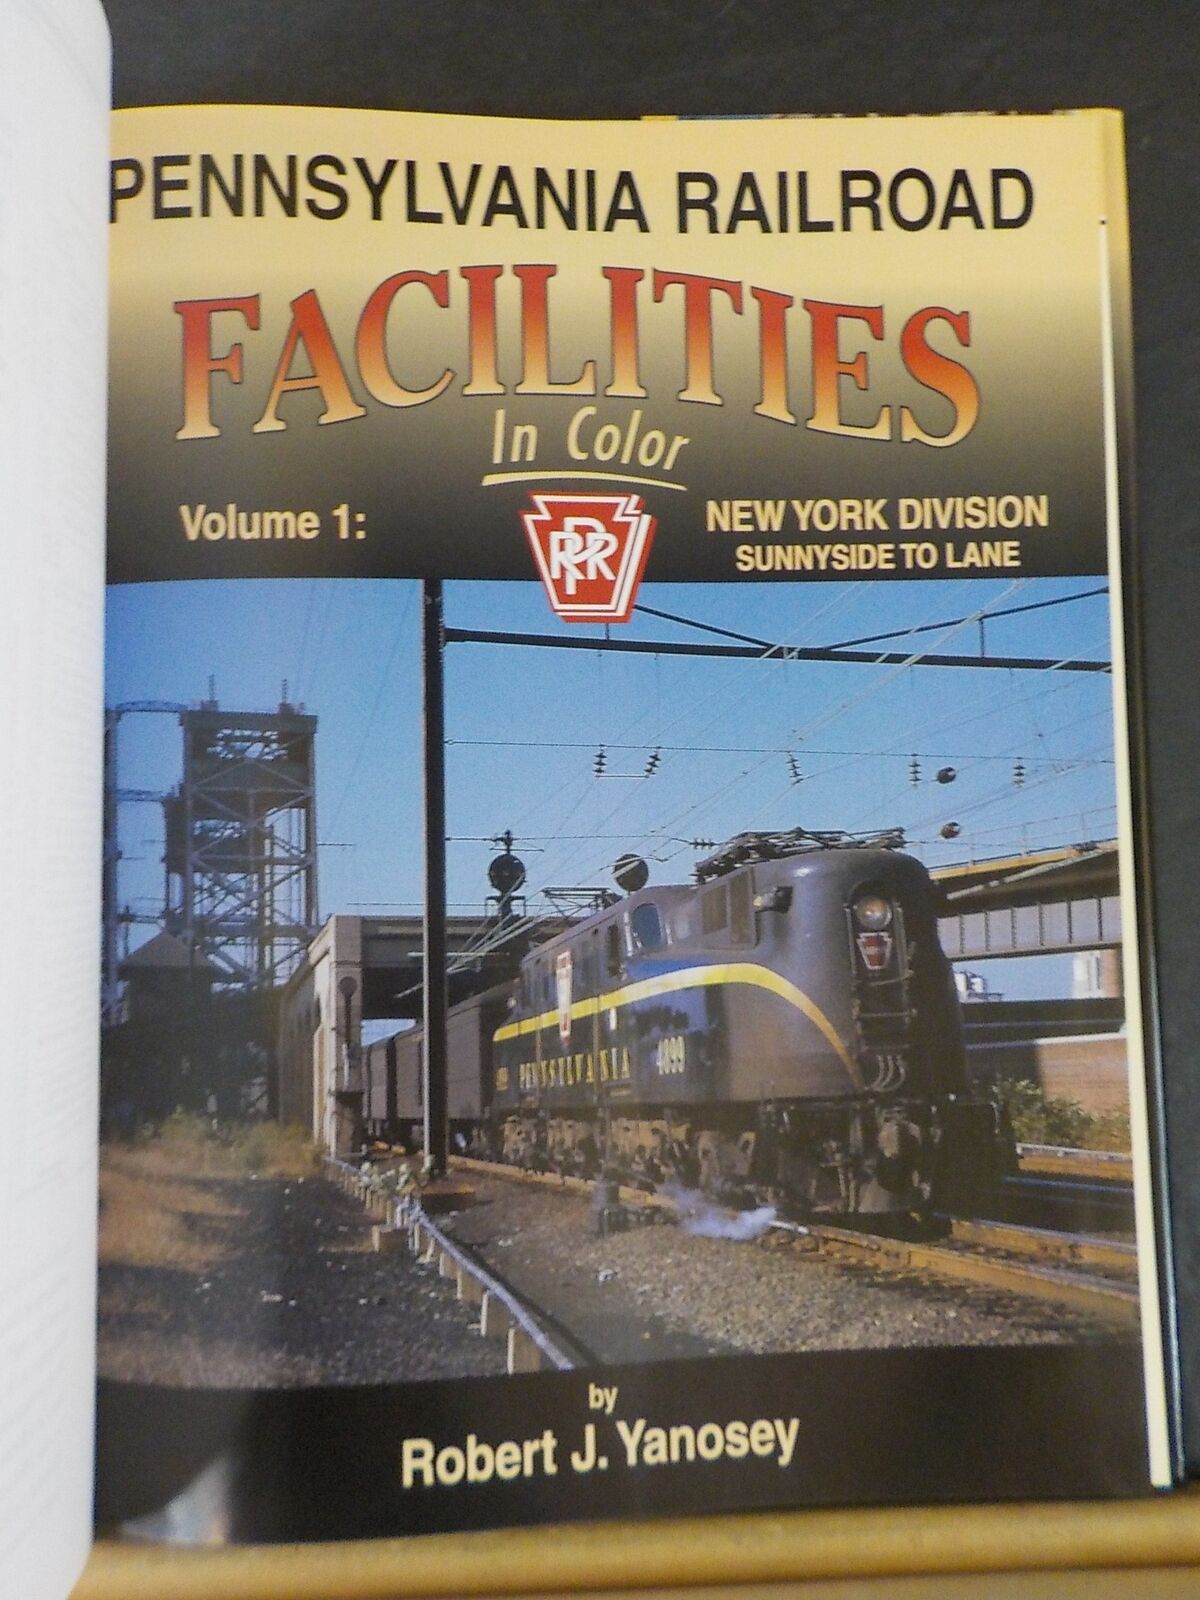 PENNSYLVANIA RAILROAD
FACILITIES
In Color
Volume 1:
PRR
NEW YORK DIVISION
SUNNYSIDE TO LANE
PENNSYLVANIA 4899
by
Robert J. Yanosey